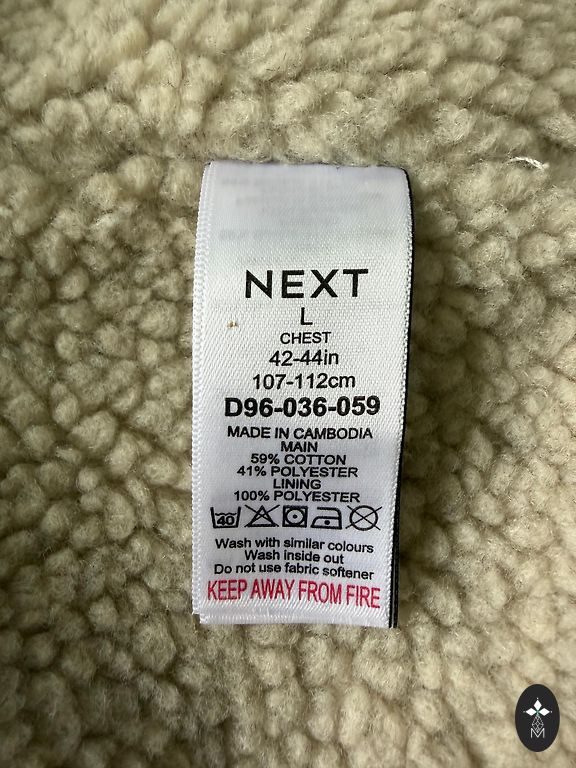 NEXT
L
CHEST
42-44in
107-112cm
D96-036-059
MADE IN CAMBODIA
MAIN
59% COTTON
41% POLYESTER
LINING
100% POLYESTER
40
Wash with similar colours
Wash inside out
Do not use fabric softener
KEEP AWAY FROM FIRE
M